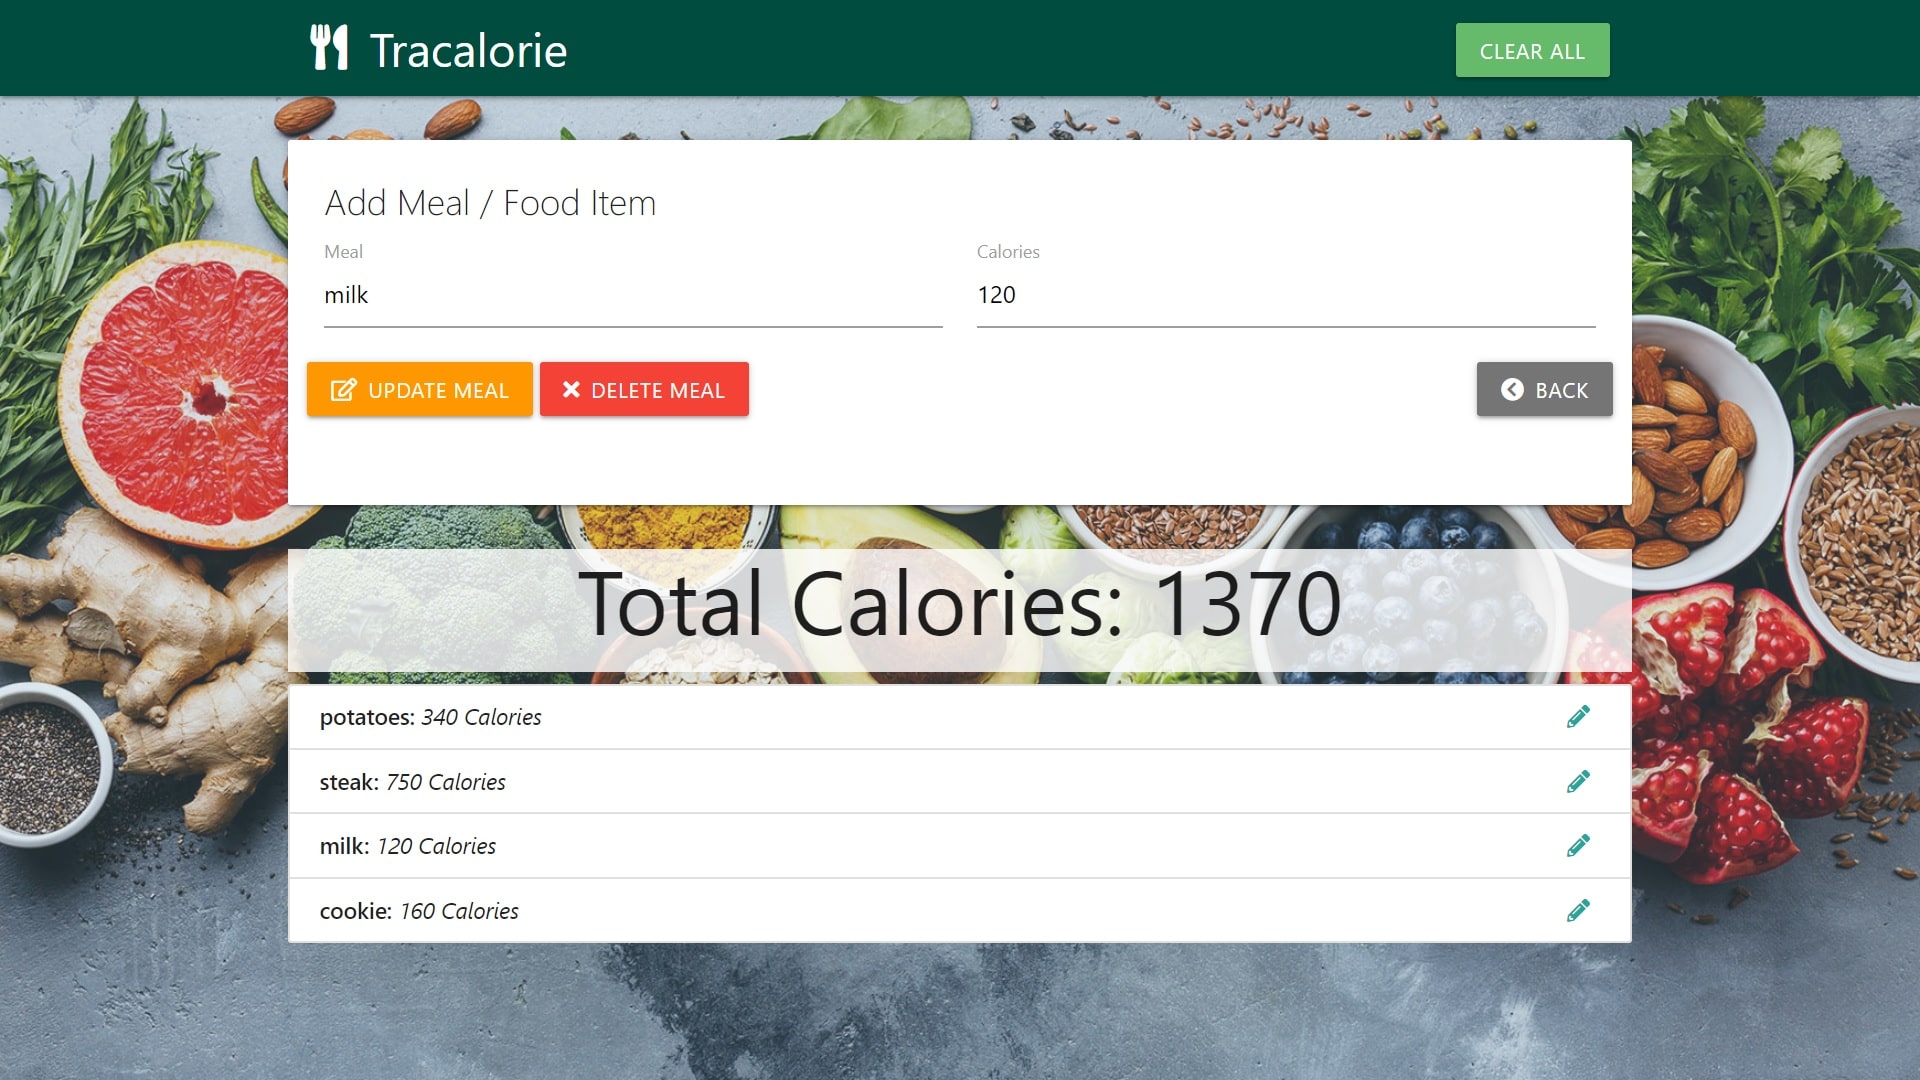 Tracalorie
CLEAR ALL
Add Meal / Food Item
Meal
Calories
milk
120
UPDATE MEAL
DELETE MEAL
BACK
Total Calories: 1370
potatoes: 340 Calories
steak: 750 Calories
milk: 120 Calories
cookie: 160 Calories